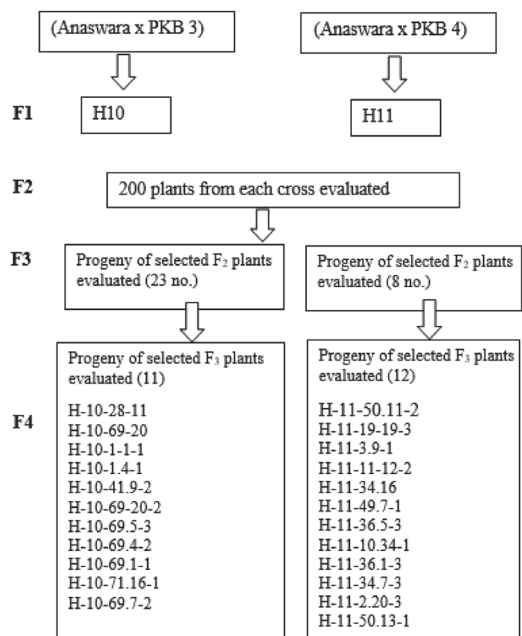 (Anaswara x PKB 3)
(Anaswara x PKB 4)
F1
H10
H11
F2
200 plants from each cross evaluated
F3
Progeny of selected F₂ plants
evaluated (23 no.)
Progeny of selected F₂ plants
evaluated (8 no.)
F4
Progeny of selected F₃ plants
evaluated (11)
H-10-28-11
H-10-69-20
H-10-1-1-1
H-10-1.4-1
H-10-41.9-2
H-10-69-20-2
H-10-69.5-3
H-10-69.4-2
H-10-69.1-1
H-10-71.16-1
H-10-69.7-2
Progeny of selected F₃ plants
evaluated (12)
H-11-50.11-2
H-11-19-19-3
H-11-3.9-1
H-11-11-12-2
H-11-34.16
H-11-49.7-1
H-11-36.5-3
H-11-10.34-1
H-11-36.1-3
H-11-34.7-3
H-11-2.20-3
H-11-50.13-1